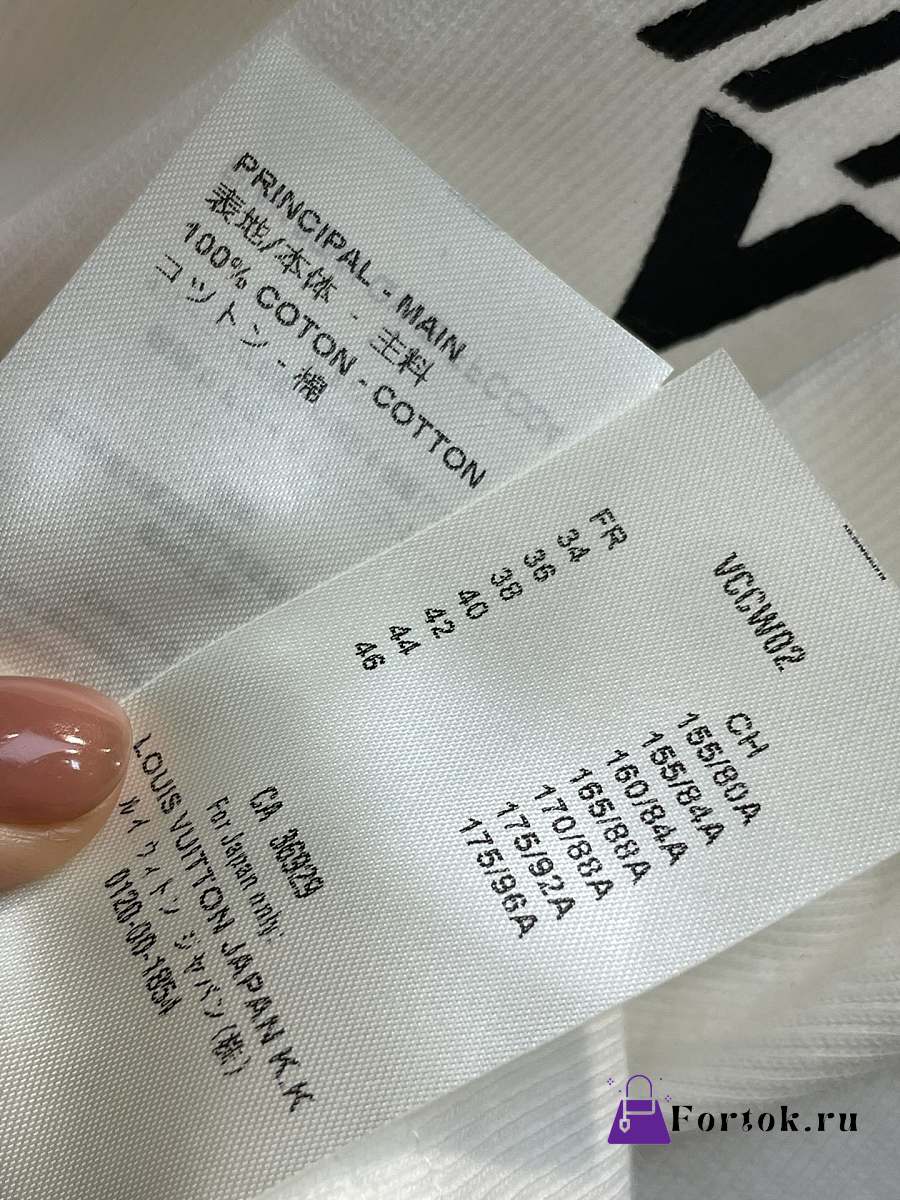 PRINCIPAL - MAIN
表地/本体 - 主料
100% COTON - COTTON
コットン - 棉
VCCW02
FR
34
36
38
40
42
44
46
CH
155/80A
155/84A
160/84A
165/88A
170/88A
175/92A
175/96A
CA 36929
For Japan only:
LOUIS VUITTON JAPAN K.K
ルイ ヴィトン ジャパン (株)
0120-00-1854
Fortok.ru